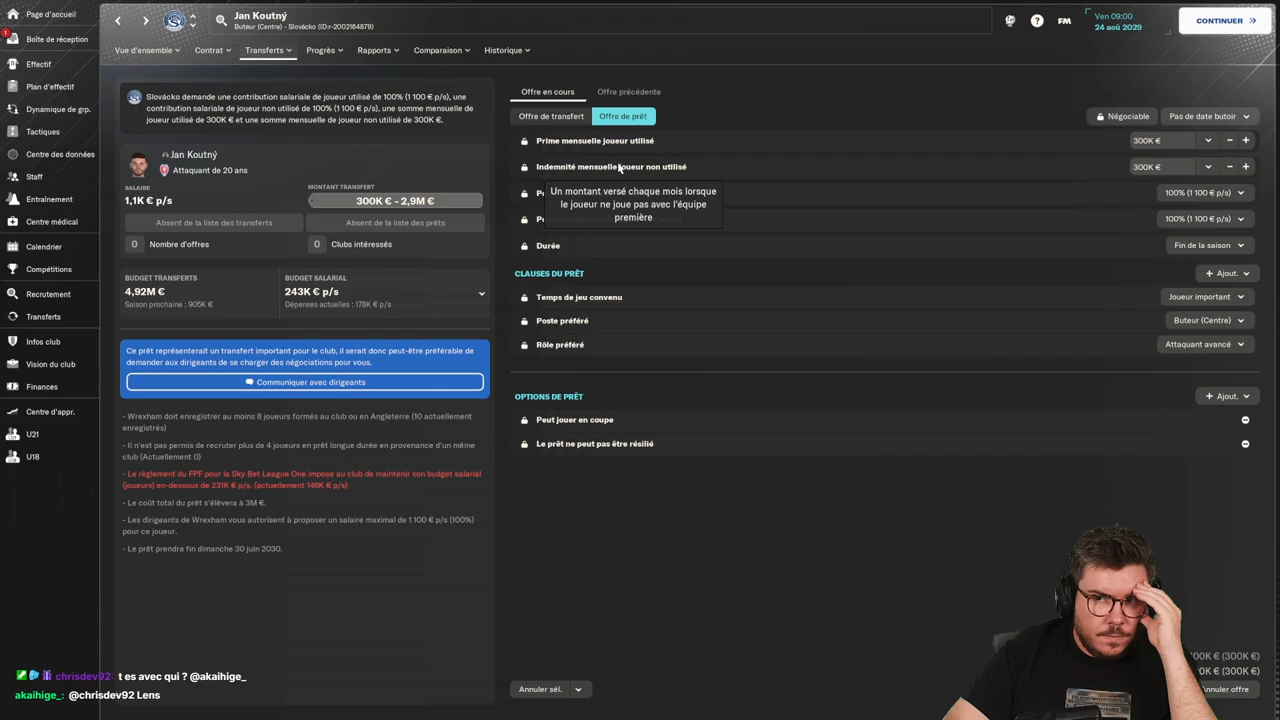 Page d'accueil
1
Boîte de réception
Effectif
Plan d'effectif
Dynamique de grp.
Tactiques
Centre des données
Staff
Entraînement
Centre médical
Calendrier
Compétitions
Recrutement
Transferts
Infos club
Vision du club
Finances
Centre d'appr.
U21
U18
Jan Koutný
Buteur (Centre) - Slovácko (ID:r-2002164879)
FM
Ven 09:00
24 aoû 2029
CONTINUER
Vue d'ensemble
Contrat
Transferts
Progrès
Rapports
Comparaison
Historique
Slovácko demande une contribution salariale de joueur utilisé de 100% (1 100 € p/s), une
contribution salariale de joueur non utilisé de 100% (1 100 € p/s), une somme mensuelle de
joueur utilisé de 300K € et une somme mensuelle de joueur non utilisé de 300K €.
Jan Koutný
Attaquant de 20 ans
SALAIRE
1,1K € p/s
MONTANT TRANSFERT
300K € - 2,9M €
Absent de la liste des transferts
Absent de la liste des prêts
0 Nombre d'offres
0 Clubs intéressés
BUDGET TRANSFERTS
4,92M €
Saison prochaine : 905K €
BUDGET SALARIAL
243K € p/s
Dépenses actuelles : 178K € p/s
Ce prêt représenterait un transfert important pour le club, il serait donc peut-être préférable de
demander aux dirigeants de se charger des négociations pour vous.
Communiquer avec dirigeants
- Wrexham doit enregistrer au moins 8 joueurs formés au club ou en Angleterre (10 actuellement
enregistrés)
- Il n'est pas permis de recruter plus de 4 joueurs en prêt longue durée en provenance d'un même
club (Actuellement 0)
- Le règlement du FPF pour la Sky Bet League One impose au club de maintenir son budget salarial
(joueurs) en-dessous de 231K € p/s. (actuellement 146K € p/s)
- Le coût total du prêt s'élèvera à 3M €.
- Les dirigeants de Wrexham vous autorisent à proposer un salaire maximal de 1 100 € p/s (100%)
pour ce joueur.
- Le prêt prendra fin dimanche 30 juin 2030.
Offre en cours
Offre précédente
Offre de transfert
Offre de prêt
Négociable
Pas de date butoir
Prime mensuelle joueur utilisé
300K €
Indemnité mensuelle joueur non utilisé
300K €
Un montant versé chaque mois lorsque
le joueur ne joue pas avec l'équipe
première
100% (1 100 € p/s)
100% (1 100 € p/s)
Durée
Fin de la saison
CLAUSES DU PRÊT
Ajout.
Temps de jeu convenu
Joueur important
Poste préféré
Buteur (Centre)
Rôle préféré
Attaquant avancé
OPTIONS DE PRÊT
Ajout.
Peut jouer en coupe
Le prêt ne peut pas être résilié
Annuler sél.
00K € (300K €)
00K € (300K €)
nnuler offre
chrisdev92: t es avec qui ? @akaihige_
akaihige_: @chrisdev92 Lens